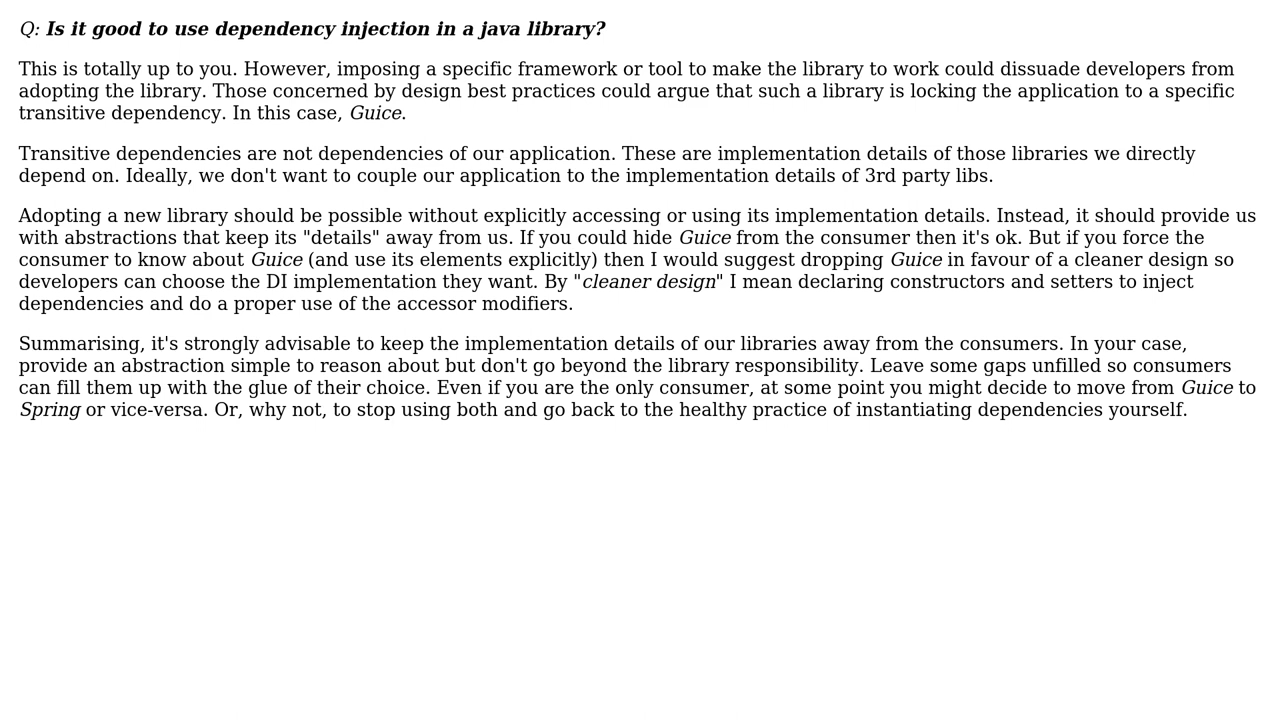 Q: Is it good to use dependency injection in a java library?
This is totally up to you. However, imposing a specific framework or tool to make the library to work could dissuade developers from
adopting the library. Those concerned by design best practices could argue that such a library is locking the application to a specific
transitive dependency. In this case, Guice.
Transitive dependencies are not dependencies of our application. These are implementation details of those libraries we directly
depend on. Ideally, we don't want to couple our application to the implementation details of 3rd party libs.
Adopting a new library should be possible without explicitly accessing or using its implementation details. Instead, it should provide us
with abstractions that keep its "details" away from us. If you could hide Guice from the consumer then it's ok. But if you force the
consumer to know about Guice (and use its elements explicitly) then I would suggest dropping Guice in favour of a cleaner design so
developers can choose the DI implementation they want. By "cleaner design" I mean declaring constructors and setters to inject
dependencies and do a proper use of the accessor modifiers.
Summarising, it's strongly advisable to keep the implementation details of our libraries away from the consumers. In your case,
provide an abstraction simple to reason about but don't go beyond the library responsibility. Leave some gaps unfilled so consumers
can fill them up with the glue of their choice. Even if you are the only consumer, at some point you might decide to move from Guice to
Spring or vice-versa. Or, why not, to stop using both and go back to the healthy practice of instantiating dependencies yourself.